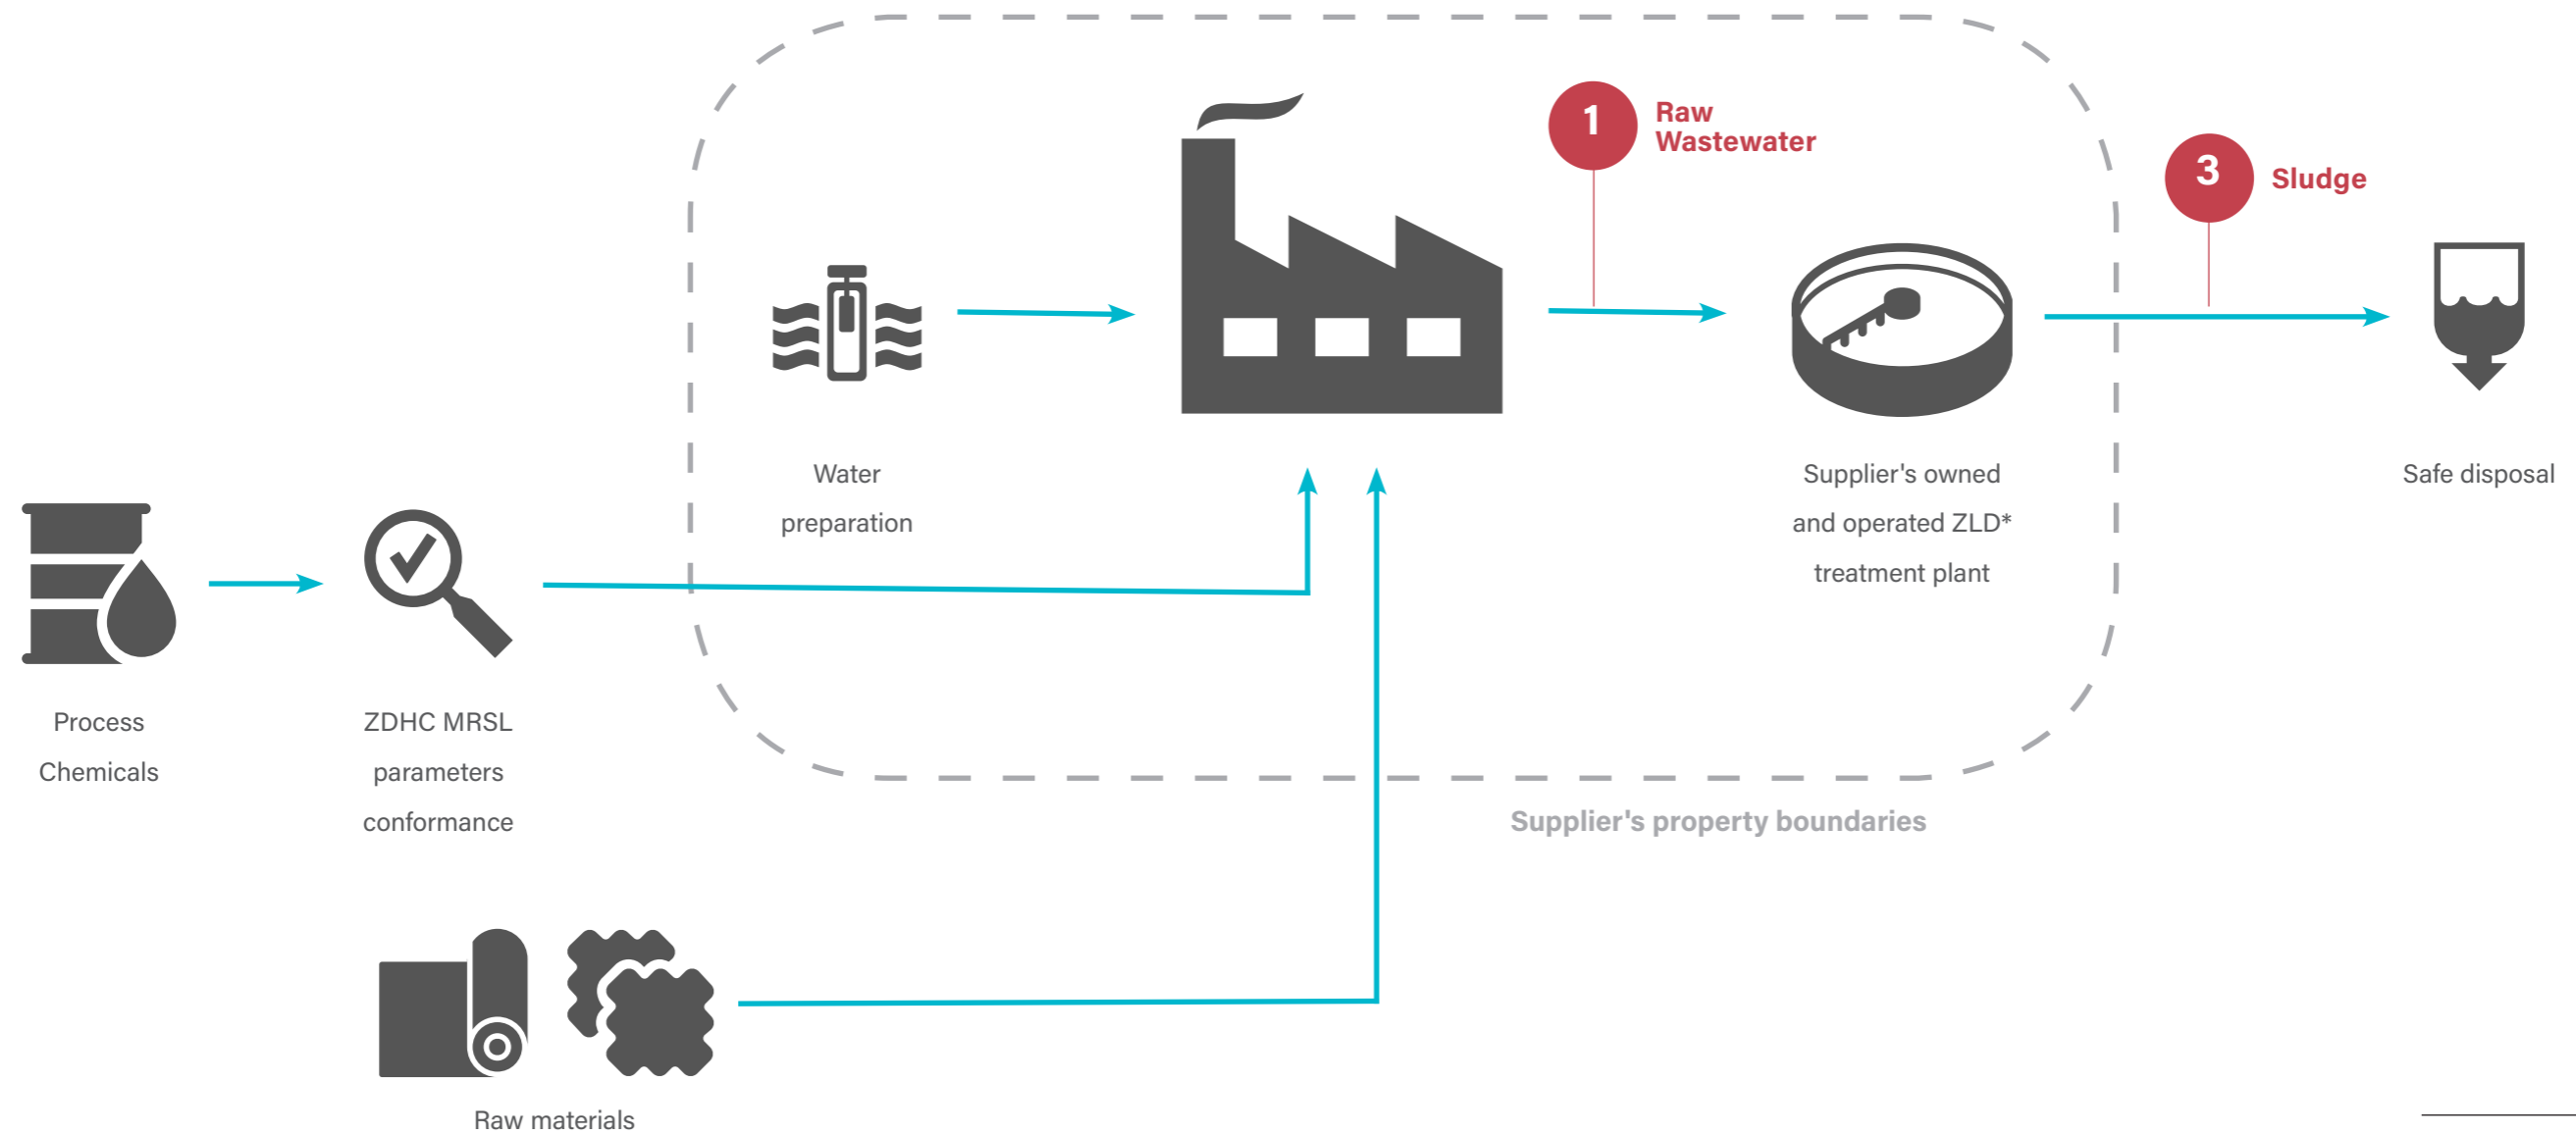 1
Raw
Wastewater
3
Sludge
Water
preparation
Supplier's owned
and operated ZLD*
treatment plant
Safe disposal
Process
Chemicals
ZDHC MRSL
parameters
conformance
Supplier's property boundaries
Raw materials